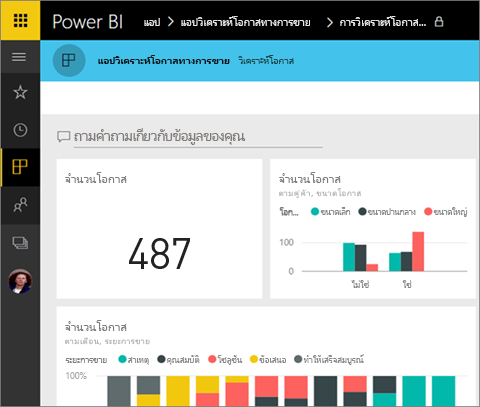 Power BI แอป > แอปวิเคราะห์โอกาสทางการขาย > การวิเคราะห์โอกาส...
แอปวิเคราะห์โอกาสทางการขาย วิเคราะห์โอกาส
ถามคำถามเกี่ยวกับข้อมูลของคุณ
จำนวนโอกาส
487
จำนวนโอกาส
ตามคู่ค้า, ขนาดโอกาส
โอก... ขนาดเล็ก ขนาดปานกลาง ขนาดใหญ่
100
0
ไม่ใช่ ใช่
จำนวนโอกาส
ตามเดือน, ระยะการขาย
ระยะการขาย สาเหตุ คุณสมบัติ โซลูชัน ข้อเสนอ ทำให้เสร็จสมบูรณ์
100%